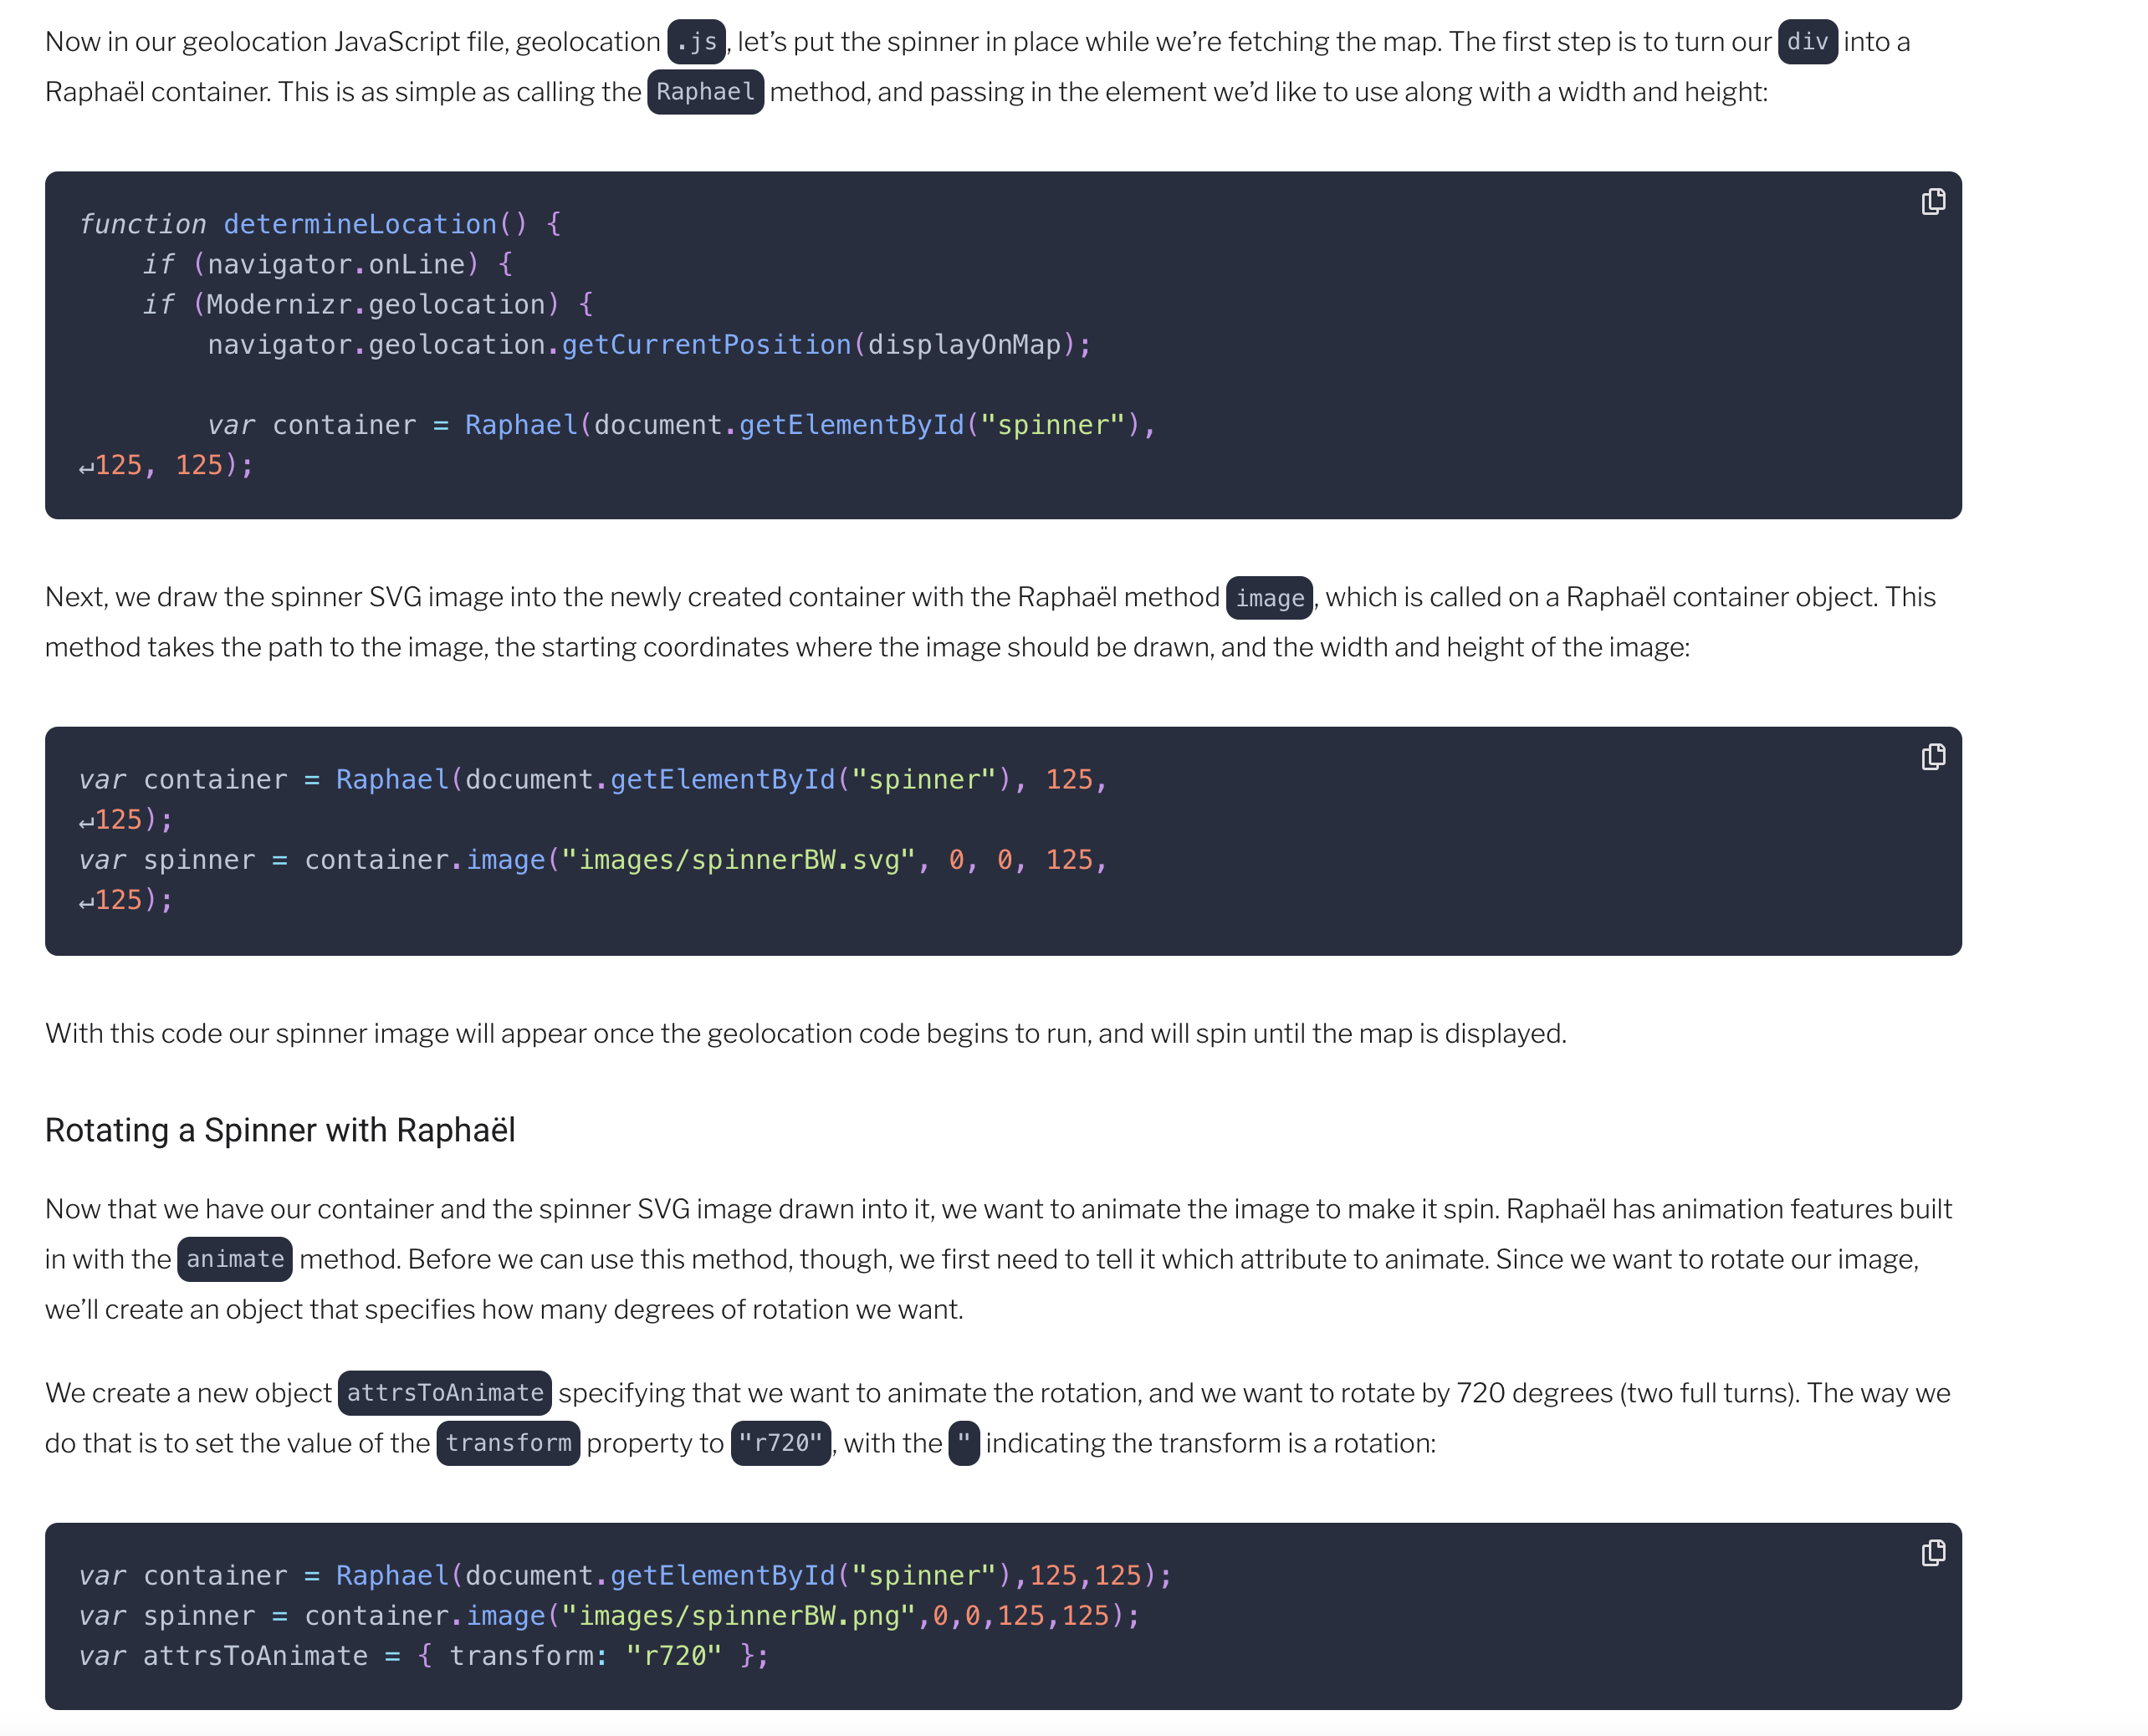 Now in our geolocation JavaScript file, geolocation .js, let’s put the spinner in place while we’re fetching the map. The first step is to turn our div into a
Raphaël container. This is as simple as calling the Raphael method, and passing in the element we’d like to use along with a width and height:
function determineLocation() {
    if (navigator.onLine) {
    if (Modernizr.geolocation) {
        navigator.geolocation.getCurrentPosition(displayOnMap);
        var container = Raphael(document.getElementById("spinner"),
↵125, 125);
Next, we draw the spinner SVG image into the newly created container with the Raphaël method image, which is called on a Raphaël container object. This
method takes the path to the image, the starting coordinates where the image should be drawn, and the width and height of the image:
var container = Raphael(document.getElementById("spinner"), 125,
↵125);
var spinner = container.image("images/spinnerBW.svg", 0, 0, 125,
↵125);
With this code our spinner image will appear once the geolocation code begins to run, and will spin until the map is displayed.
Rotating a Spinner with Raphaël
Now that we have our container and the spinner SVG image drawn into it, we want to animate the image to make it spin. Raphaël has animation features built
in with the animate method. Before we can use this method, though, we first need to tell it which attribute to animate. Since we want to rotate our image,
we’ll create an object that specifies how many degrees of rotation we want.
We create a new object attrsToAnimate specifying that we want to animate the rotation, and we want to rotate by 720 degrees (two full turns). The way we
do that is to set the value of the transform property to "r720", with the " indicating the transform is a rotation:
var container = Raphael(document.getElementById("spinner"),125,125);
var spinner = container.image("images/spinnerBW.png",0,0,125,125);
var attrsToAnimate = { transform: "r720" };